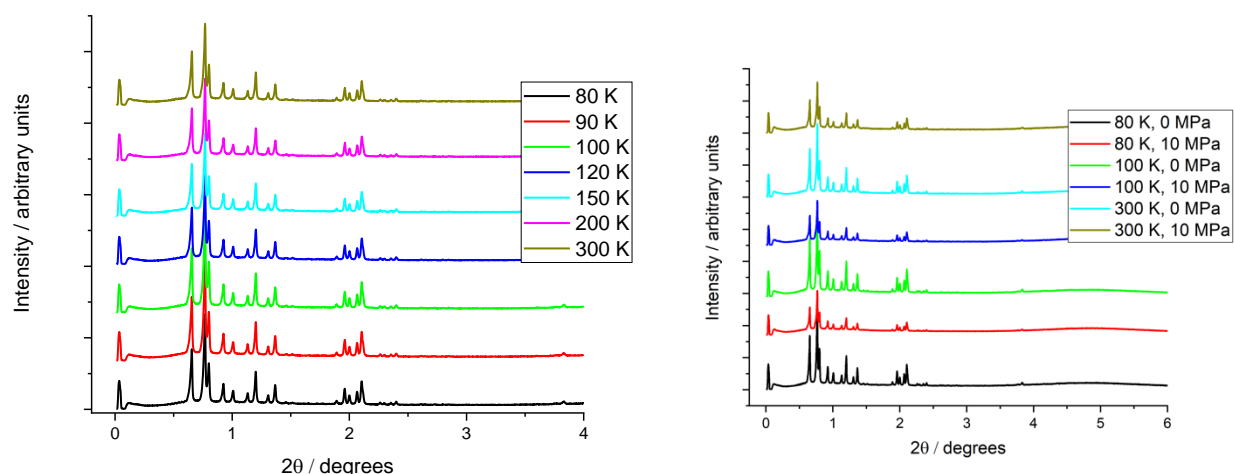 Intensity / arbitrary units
80 K
90 K
100 K
120 K
150 K
200 K
300 K
0
1
2
3
4
2θ / degrees
Intensity / arbitrary units
80 K, 0 MPa
80 K, 10 MPa
100 K, 0 MPa
100 K, 10 MPa
300 K, 0 MPa
300 K, 10 MPa
0
1
2
3
4
5
6
2θ / degrees